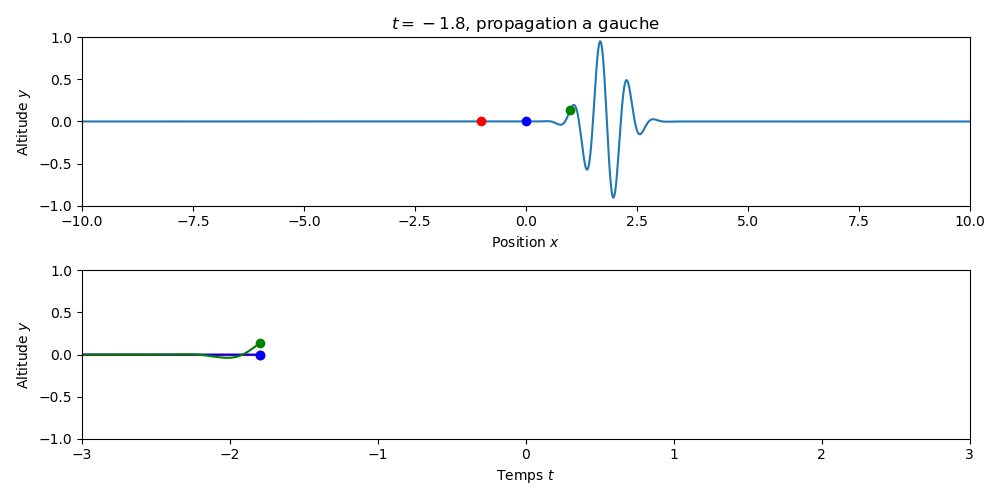 t = −1.8, propagation a gauche
1.0
0.5
0.0
−0.5
−1.0
Altitude y
−10.0 −7.5 −5.0 −2.5 0.0 2.5 5.0 7.5 10.0
Position x
1.0
0.5
0.0
−0.5
−1.0
Altitude y
−3 −2 −1 0 1 2 3
Temps t